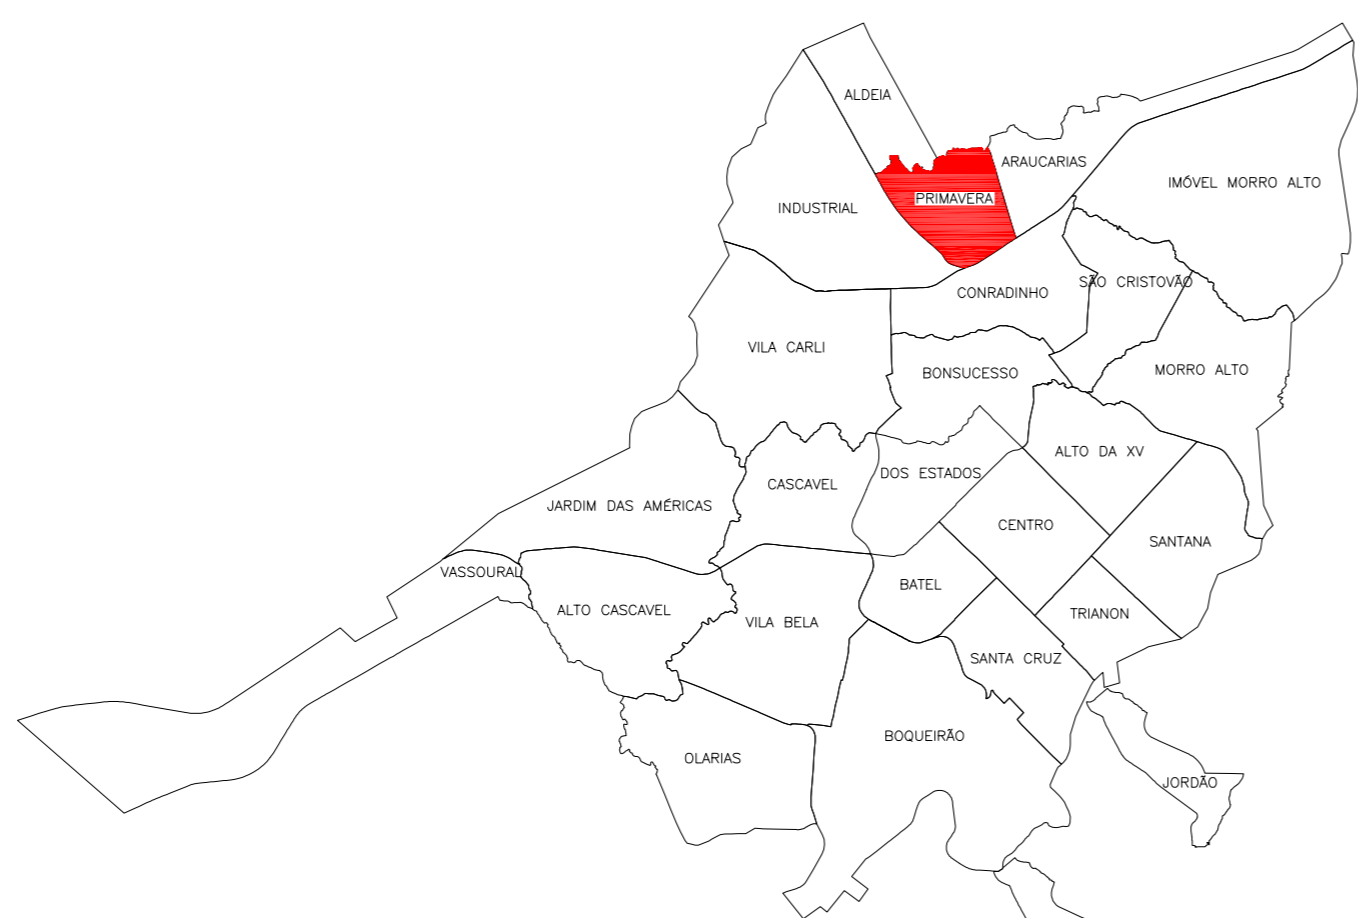 ALDEIA
ARAUCARIAS
IMÓVEL MORRO ALTO
PRIMAVERA
INDUSTRIAL
SÃO CRISTOVÃO
CONRADINHO
VILA CARLI
MORRO ALTO
BONSUCESSO
ALTO DA XV
DOS ESTADOS
CASCAVEL
JARDIM DAS AMÉRICAS
CENTRO
SANTANA
VASSOURAL
BATEL
ALTO CASCAVEL
TRIANON
VILA BELA
SANTA CRUZ
BOQUEIRÃO
OLARIAS
JORDÃO